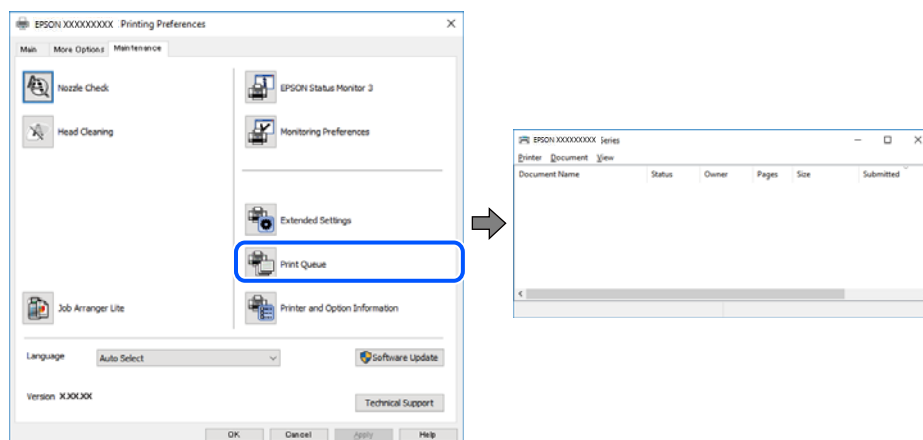 EPSON XXXXXXXXX Printing Preferences
Main More Options Maintenance
Nozzle Check
Head Cleaning
Job Arranger Lite
EPSON Status Monitor 3
Monitoring Preferences
Extended Settings
Print Queue
Printer and Option Information
Language Auto Select Software Update
Version X.XX.XX
Technical Support
OK Cancel Apply Help
EPSON XXXXXXXXX Series
Printer Document View
Document Name Status Owner Pages Size Submitted